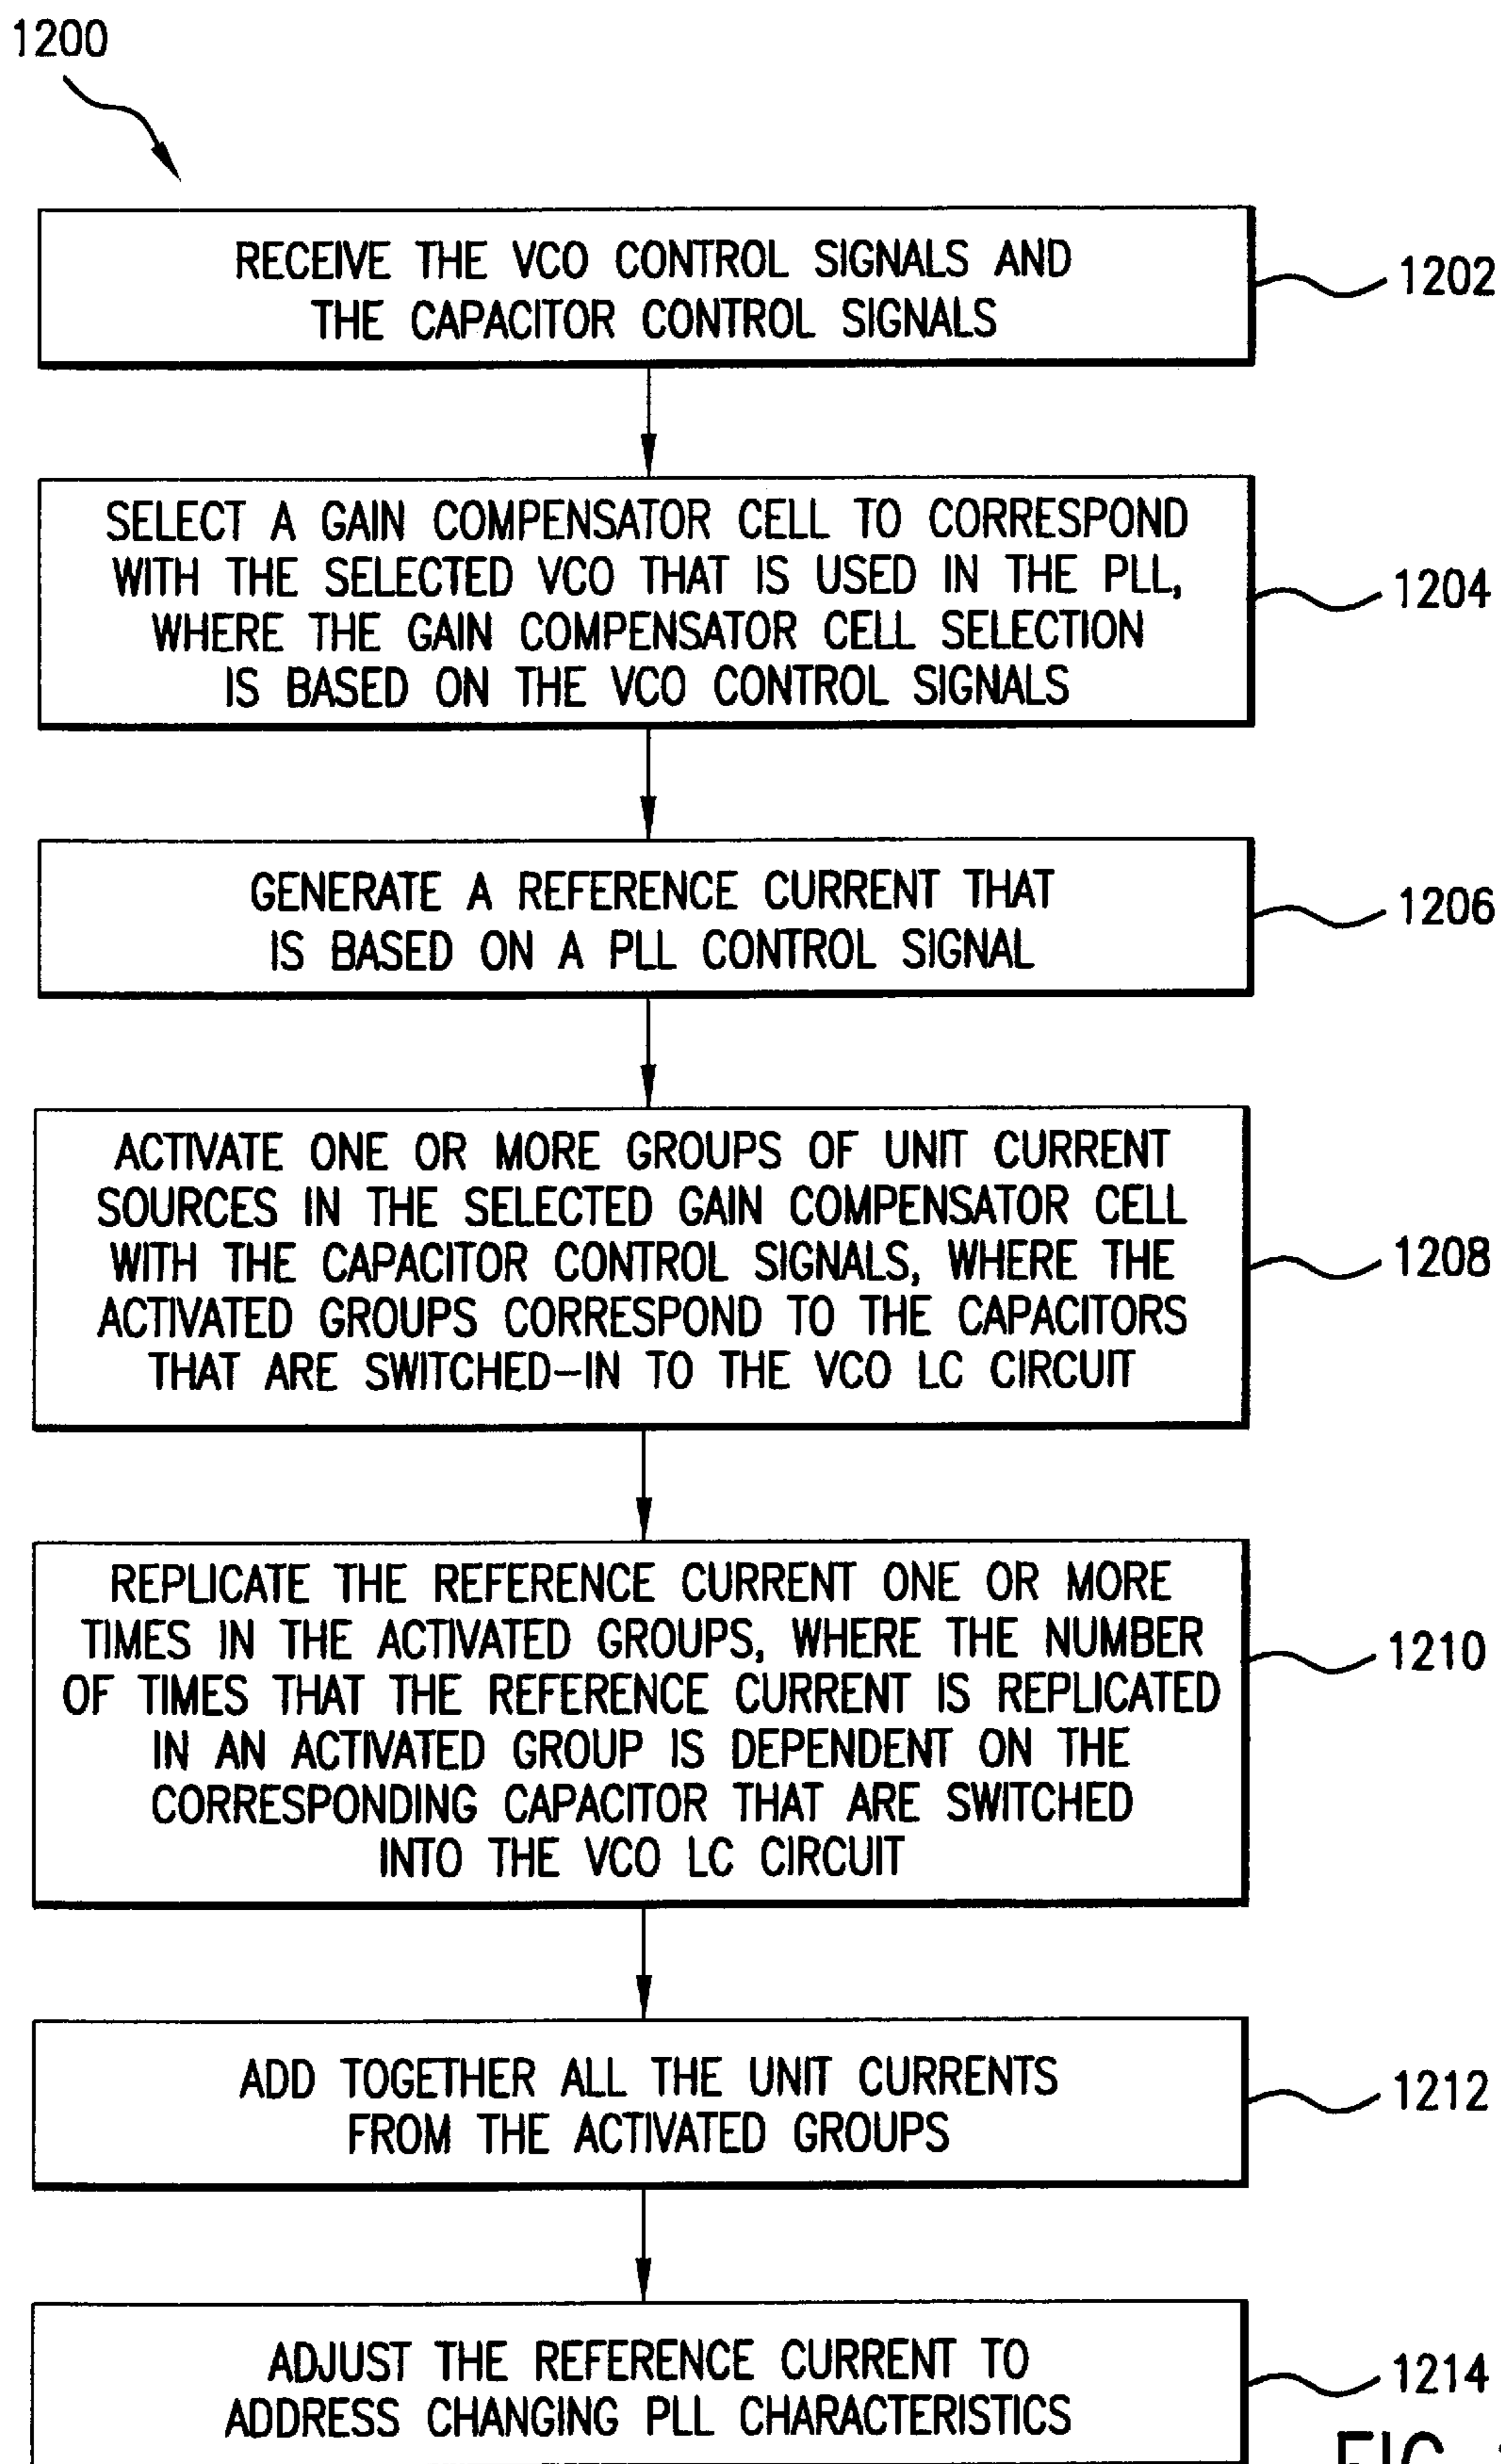 1200
RECEIVE THE VCO CONTROL SIGNALS AND
THE CAPACITOR CONTROL SIGNALS
1202
SELECT A GAIN COMPENSATOR CELL TO CORRESPOND
WITH THE SELECTED VCO THAT IS USED IN THE PLL,
WHERE THE GAIN COMPENSATOR CELL SELECTION
IS BASED ON THE VCO CONTROL SIGNALS
1204
GENERATE A REFERENCE CURRENT THAT
IS BASED ON A PLL CONTROL SIGNAL
1206
ACTIVATE ONE OR MORE GROUPS OF UNIT CURRENT
SOURCES IN THE SELECTED GAIN COMPENSATOR CELL
WITH THE CAPACITOR CONTROL SIGNALS, WHERE THE
ACTIVATED GROUPS CORRESPOND TO THE CAPACITORS
THAT ARE SWITCHED-IN TO THE VCO LC CIRCUIT
1208
REPLICATE THE REFERENCE CURRENT ONE OR MORE
TIMES IN THE ACTIVATED GROUPS, WHERE THE NUMBER
OF TIMES THAT THE REFERENCE CURRENT IS REPLICATED
IN AN ACTIVATED GROUP IS DEPENDENT ON THE
CORRESPONDING CAPACITOR THAT ARE SWITCHED
INTO THE VCO LC CIRCUIT
1210
ADD TOGETHER ALL THE UNIT CURRENTS
FROM THE ACTIVATED GROUPS
1212
ADJUST THE REFERENCE CURRENT TO
ADDRESS CHANGING PLL CHARACTERISTICS
1214